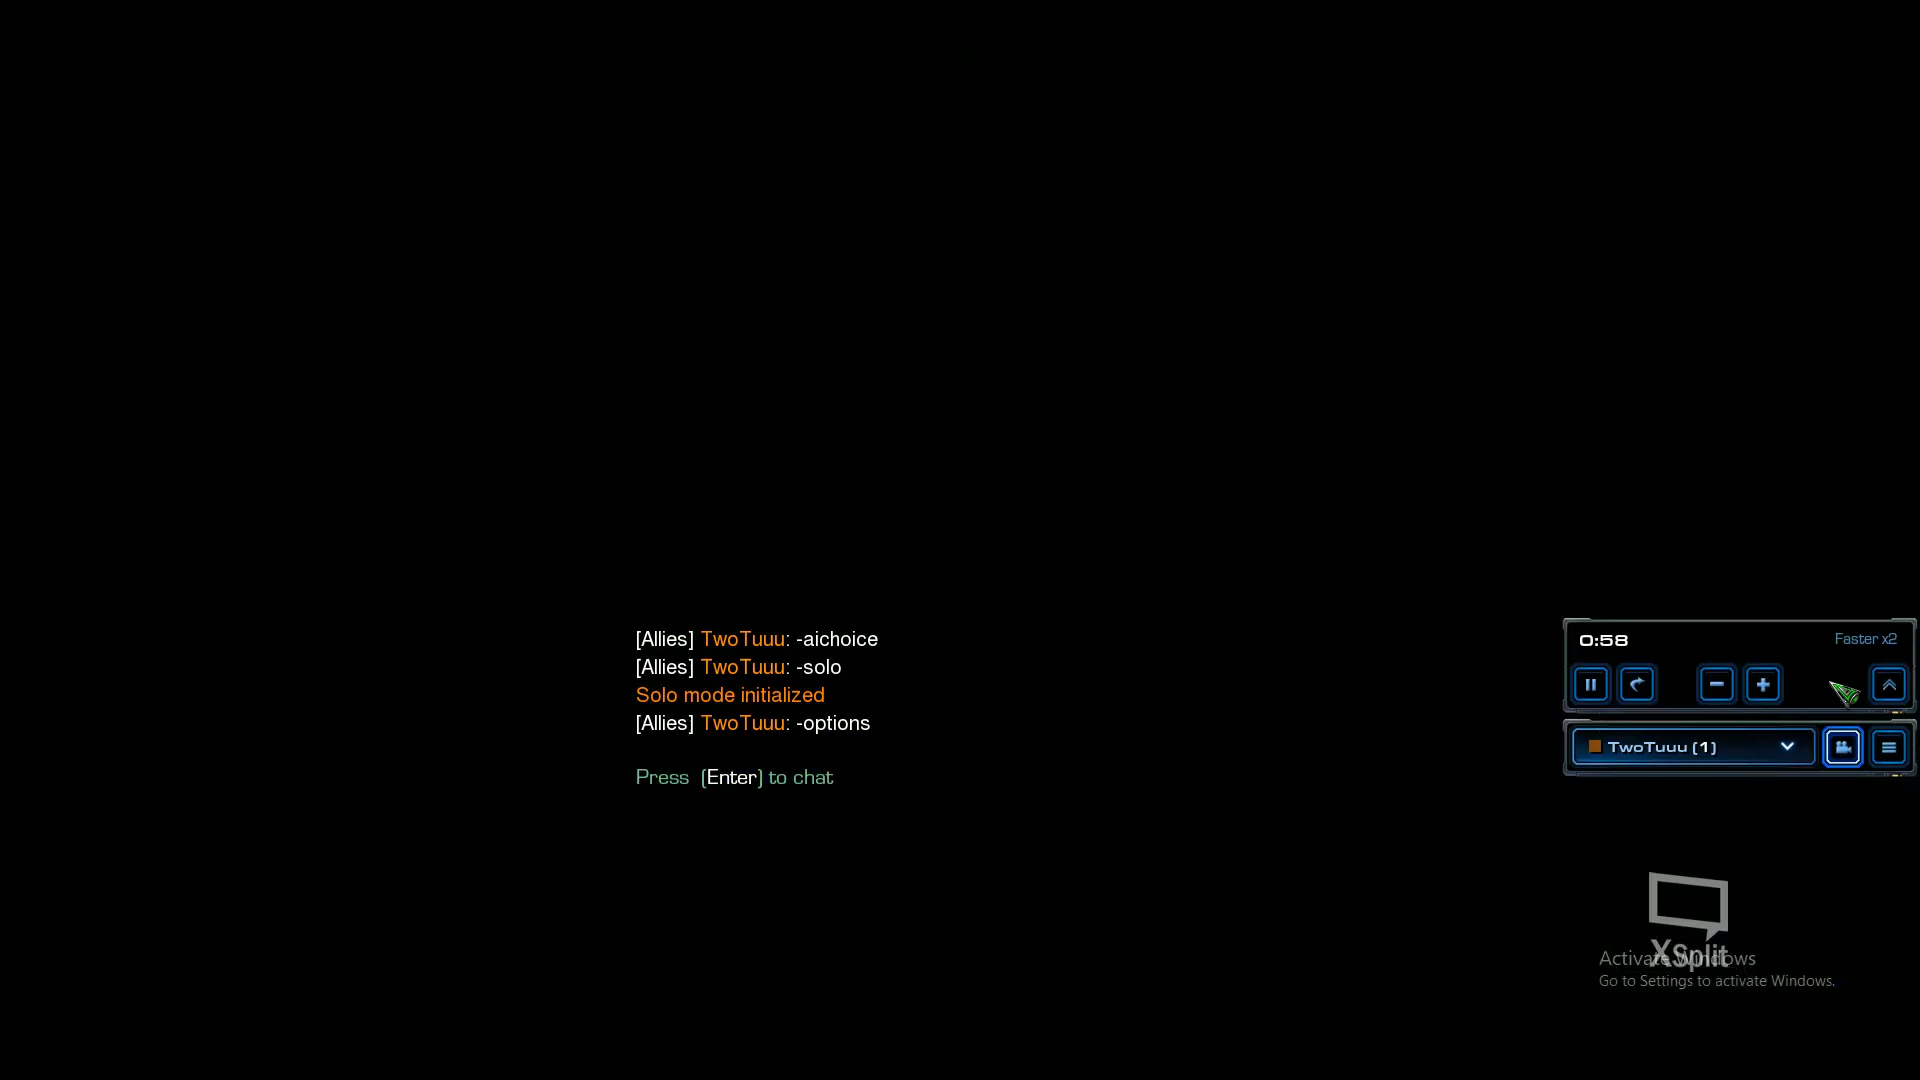 [Allies] TwoTuuu: -aichoice
[Allies] TwoTuuu: -solo
Solo mode initialized
[Allies] TwoTuuu: -options
Press (Enter) to chat
0:58
Faster x2
TwoTuuu (1)
XSplit
Activate Windows
Go to Settings to activate Windows.